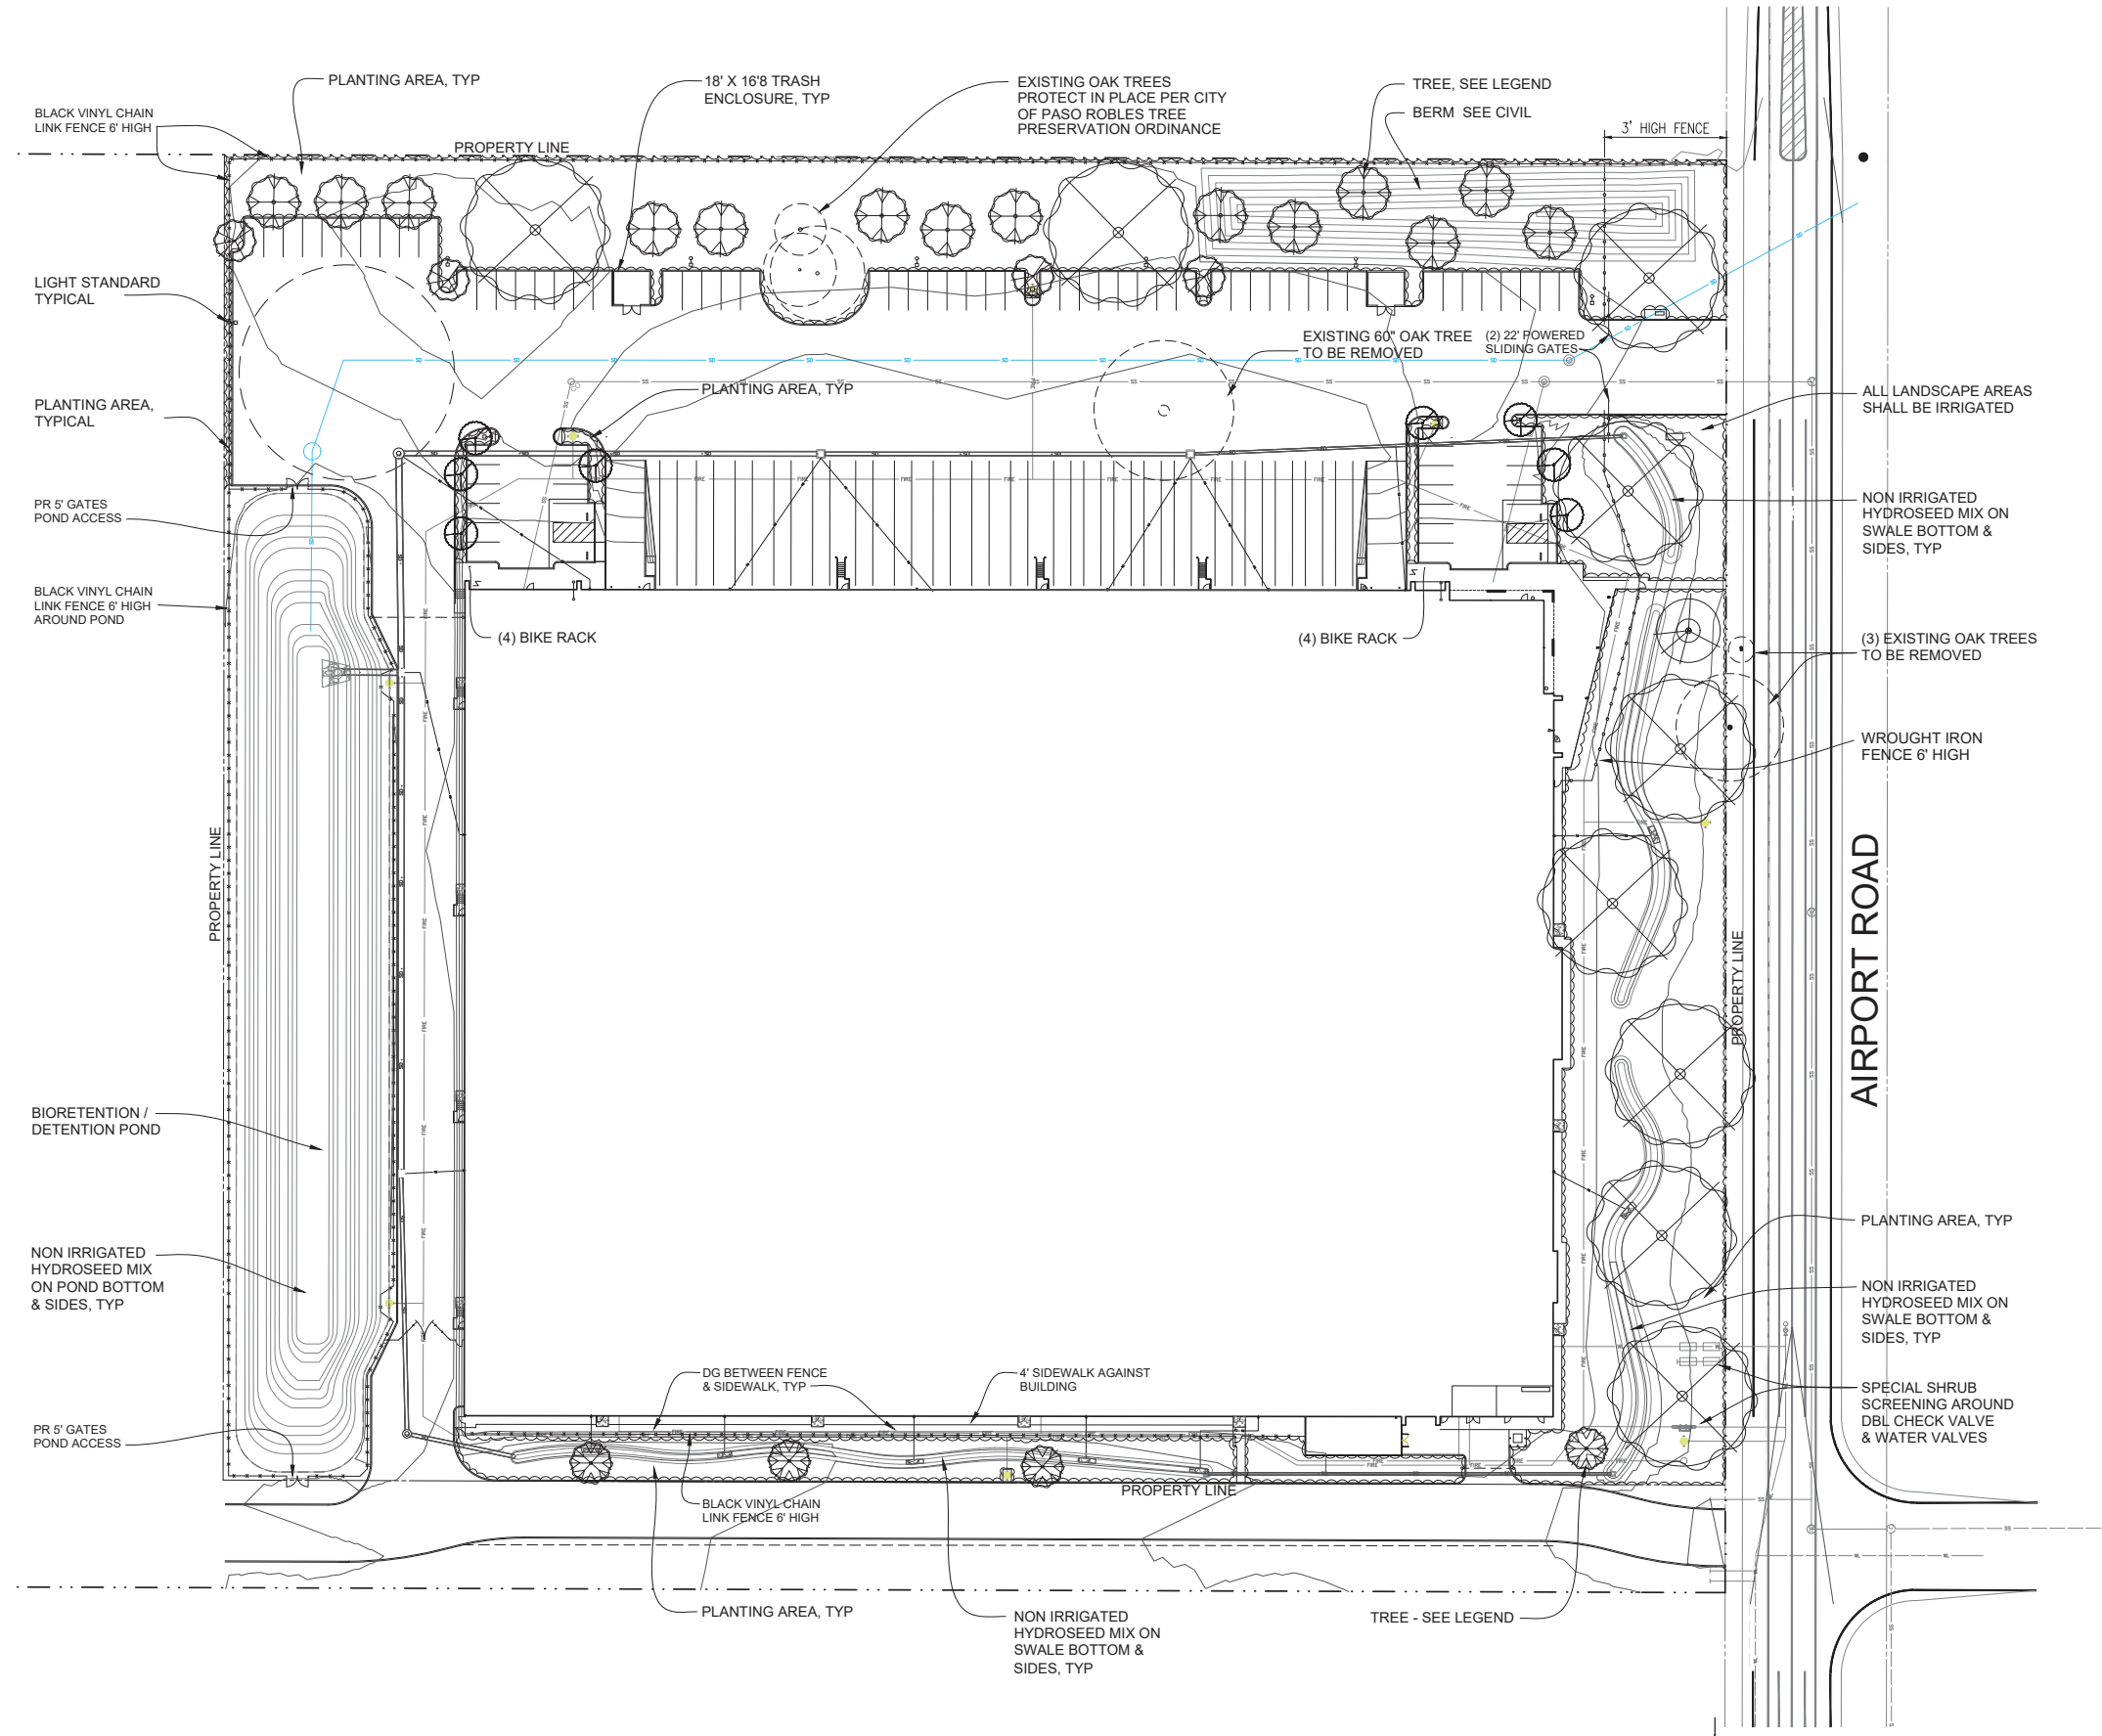 PLANTING AREA, TYP
18' X 16'8 TRASH
ENCLOSURE, TYP
EXISTING OAK TREES
PROTECT IN PLACE PER CITY
OF PASO ROBLES TREE
PRESERVATION ORDINANCE
TREE, SEE LEGEND
BERM SEE CIVIL
3' HIGH FENCE
BLACK VINYL CHAIN
LINK FENCE 6' HIGH
PROPERTY LINE
LIGHT STANDARD
TYPICAL
EXISTING 60" OAK TREE
TO BE REMOVED
(2) 22' POWERED
SLIDING GATES
PLANTING AREA, TYP
PLANTING AREA,
TYPICAL
ALL LANDSCAPE AREAS
SHALL BE IRRIGATED
PR 5' GATES
POND ACCESS
NON IRRIGATED
HYDROSEED MIX ON
SWALE BOTTOM &
SIDES, TYP
BLACK VINYL CHAIN
LINK FENCE 6' HIGH
AROUND POND
(4) BIKE RACK
(4) BIKE RACK
(3) EXISTING OAK TREES
TO BE REMOVED
WROUGHT IRON
FENCE 6' HIGH
PROPERTY LINE
PROPERTY LINE
AIRPORT ROAD
BIORETENTION /
DETENTION POND
PLANTING AREA, TYP
NON IRRIGATED
HYDROSEED MIX
ON POND BOTTOM
& SIDES, TYP
NON IRRIGATED
HYDROSEED MIX ON
SWALE BOTTOM &
SIDES, TYP
DG BETWEEN FENCE
& SIDEWALK, TYP
4' SIDEWALK AGAINST
BUILDING
SPECIAL SHRUB
SCREENING AROUND
DBL CHECK VALVE
& WATER VALVES
PR 5' GATES
POND ACCESS
PROPERTY LINE
BLACK VINYL CHAIN
LINK FENCE 6' HIGH
PLANTING AREA, TYP
NON IRRIGATED
HYDROSEED MIX ON
SWALE BOTTOM &
SIDES, TYP
TREE - SEE LEGEND